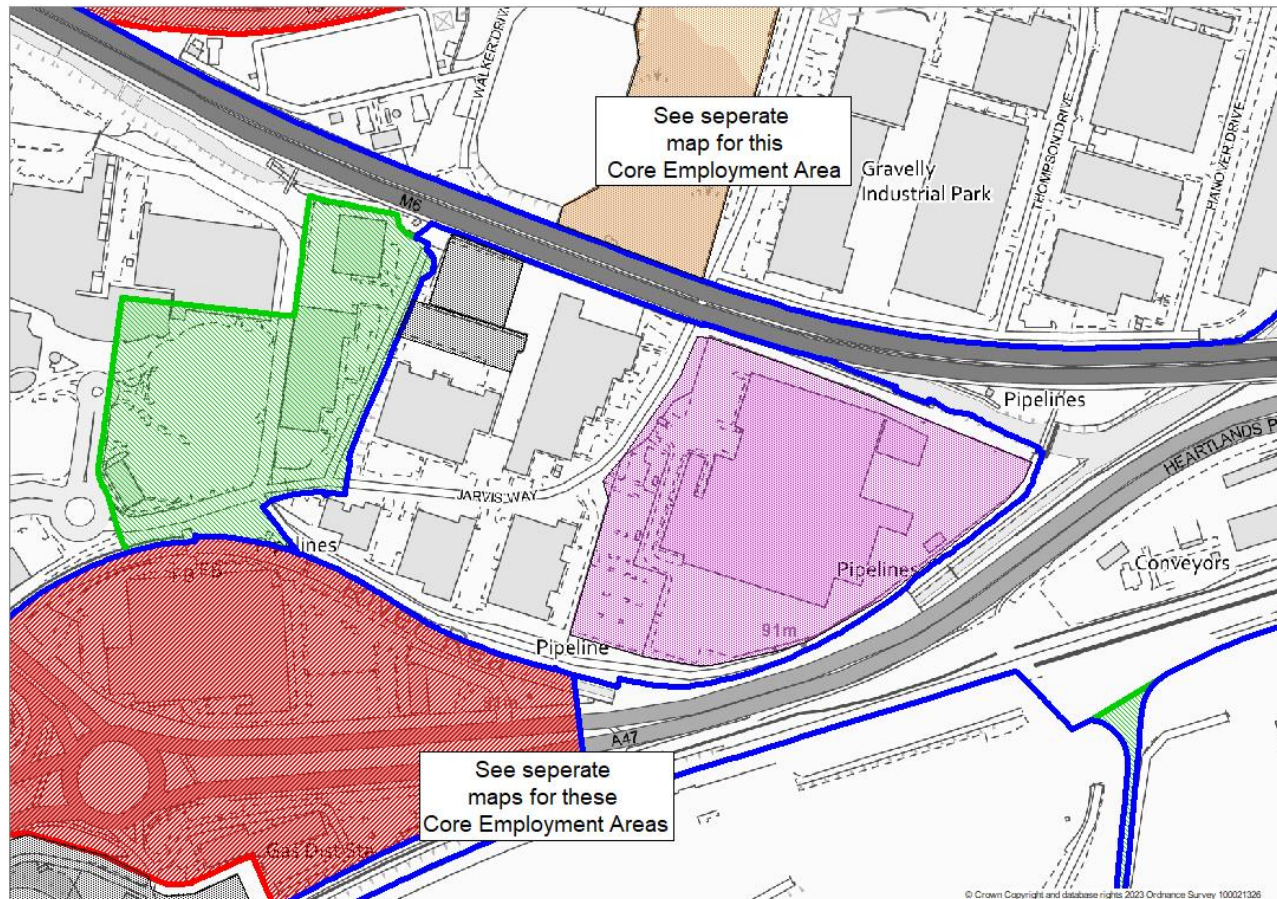 WALKER DRIVE
M6
See seperate
map for this
Core Employment Area
Gravelly
Industrial Park
THOMPSON DRIVE
HANOVER DRIVE
Pipelines
HEARTLANDS P
JARVIS WAY
Pipelines
Conveyors
91m
Pipeline
A47
See seperate
maps for these
Core Employment Areas
Gas Dist Sta
© Crown Copyright and database rights 2023 Ordnance Survey 100021326